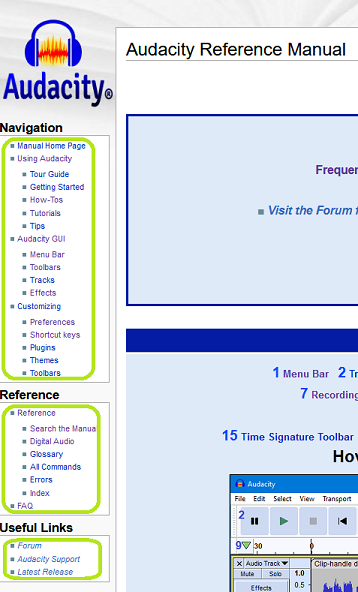 Audacity®
Audacity Reference Manual
Navigation
Manual Home Page
Using Audacity
Tour Guide
Getting Started
How-Tos
Tutorials
Tips
Audacity GUI
Menu Bar
Toolbars
Tracks
Effects
Customizing
Preferences
Shortcut keys
Plugins
Themes
Toolbars
Reference
Reference
Search the Manua
Digital Audio
Glossary
All Commands
Errors
Index
FAQ
Useful Links
Forum
Audacity Support
Latest Release
Frequen
Visit the Forum f
1 Menu Bar 2 Tr
7 Recording
15 Time Signature Toolbar
Hov
Audacity
File Edit Select View Transport
2
9 30 0
X Audio Track Clip-handle d
Mute Solo 1.0
Effects 0.5